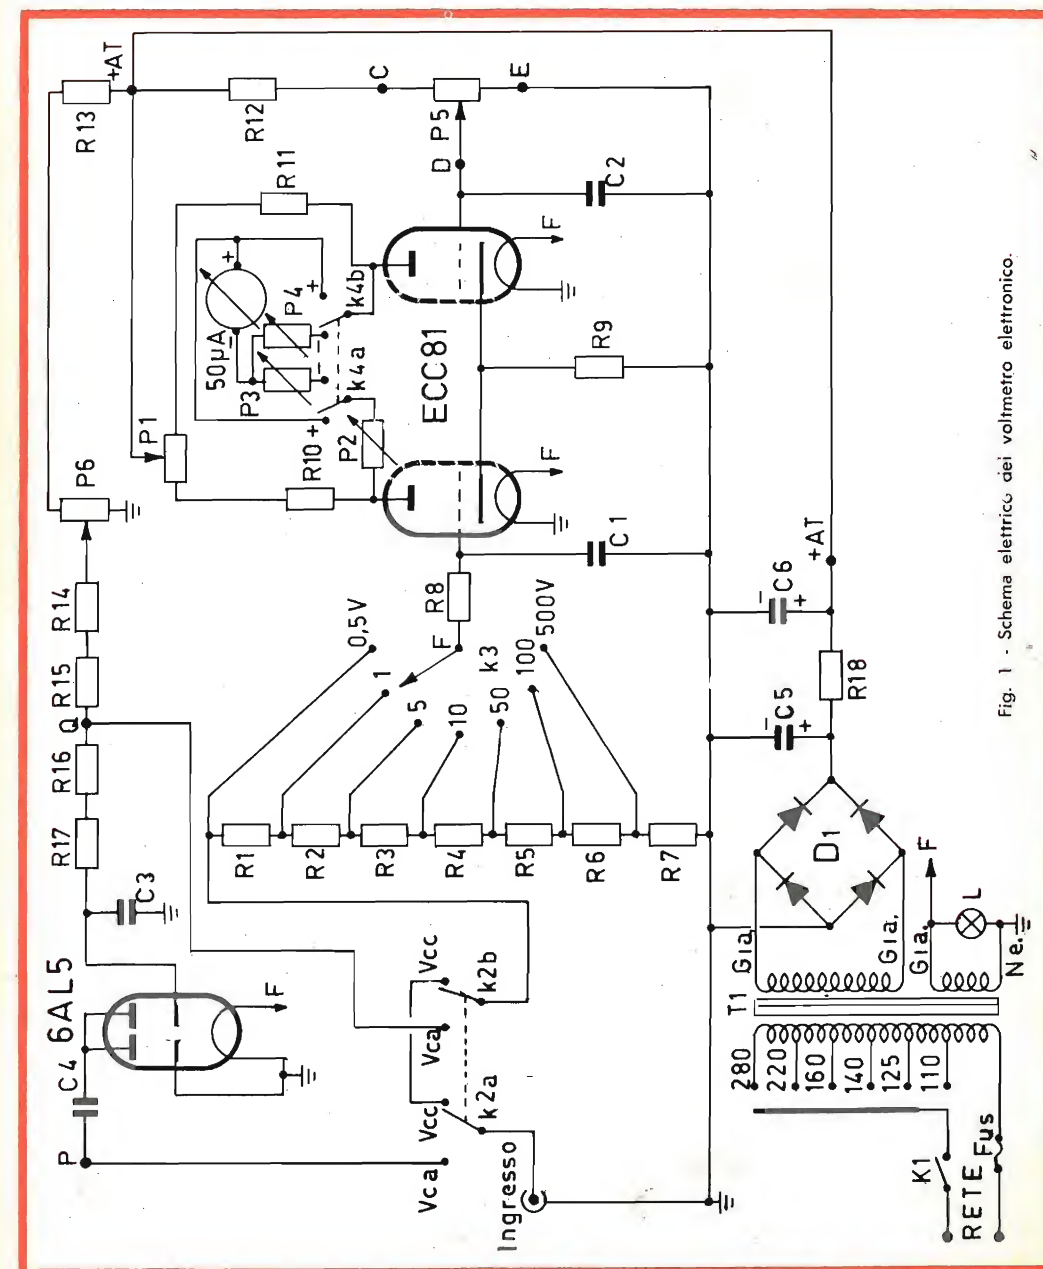 6AL5
C4
P
F
C3
R17
R16
Q
R15
R14
P6
R13
+AT
P1
R12
R11
C
P5
E
D
C2
50µA
+
P4
+
P3
k4b
k4a
+
R10
P2
ECC81
F
F
R9
C1
R8
F
0,5V
1
5
10
50
100
500V
k3
R1
R2
R3
R4
R5
R6
R7
Vcc
Vca
k2b
Vcc
Vca
k2a
Ingresso
+AT
C6
-
+
R18
C5
-
+
D1
Gia.
Gia.
Gia.
F
L
Ne.
T1
280
220
160
140
125
110
K1
RETE
Fus
Fig. 1 - Schema elettrico del voltmetro elettronico.